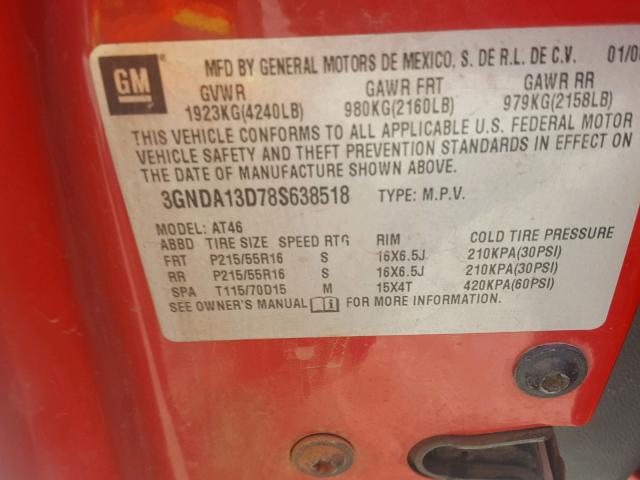 GM
MFD BY GENERAL MOTORS DE MEXICO, S. DE R.L. DE C.V. 01/08
GVWR GAWR FRT GAWR RR
1923KG(4240LB) 980KG(2160LB) 979KG(2158LB)
THIS VEHICLE CONFORMS TO ALL APPLICABLE U.S. FEDERAL MOTOR
VEHICLE SAFETY AND THEFT PREVENTION STANDARDS IN EFFECT ON
THE DATE OF MANUFACTURE SHOWN ABOVE.
3GNDA13D78S638518 TYPE: M.P.V.
MODEL: AT46
ABBD TIRE SIZE SPEED RTG RIM COLD TIRE PRESSURE
FRT P215/55R16 S 16X6.5J 210KPA(30PSI)
RR P215/55R16 S 16X6.5J 210KPA(30PSI)
SPA T115/70D15 M 15X4T 420KPA(60PSI)
SEE OWNER'S MANUAL FOR MORE INFORMATION.